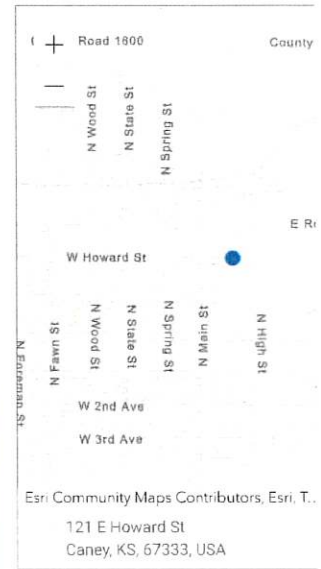 Road 1800 County
N Wood St
N State St
N Spring St
E
W Howard St
N Foreman St
N Fawn St
N Wood St
N State St
N Spring St
N Main St
N High St
W 2nd Ave
W 3rd Ave
Esri Community Maps Contributors, Esri, T...
121 E Howard St
Caney, KS, 67333, USA